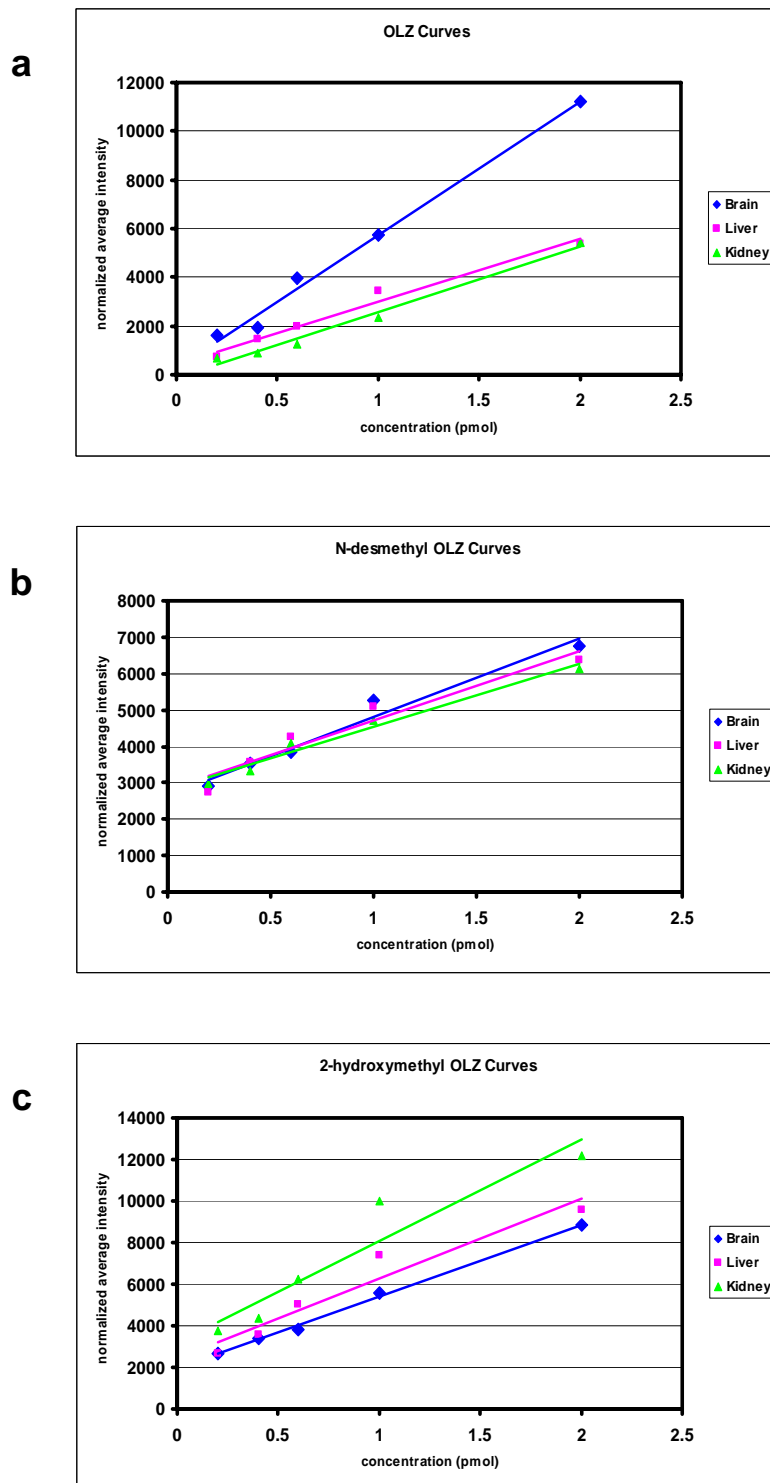 a
OLZ Curves
12000
10000
8000
6000
4000
2000
0
0 0.5 1 1.5 2 2.5
normalized average intensity
concentration (pmol)
Brain
Liver
Kidney
b
N-desmethyl OLZ Curves
8000
7000
6000
5000
4000
3000
2000
1000
0
0 0.5 1 1.5 2 2.5
normalized average intensity
concentration (pmol)
Brain
Liver
Kidney
c
2-hydroxymethyl OLZ Curves
14000
12000
10000
8000
6000
4000
2000
0
0 0.5 1 1.5 2 2.5
normalized average intensity
concentration (pmol)
Brain
Liver
Kidney